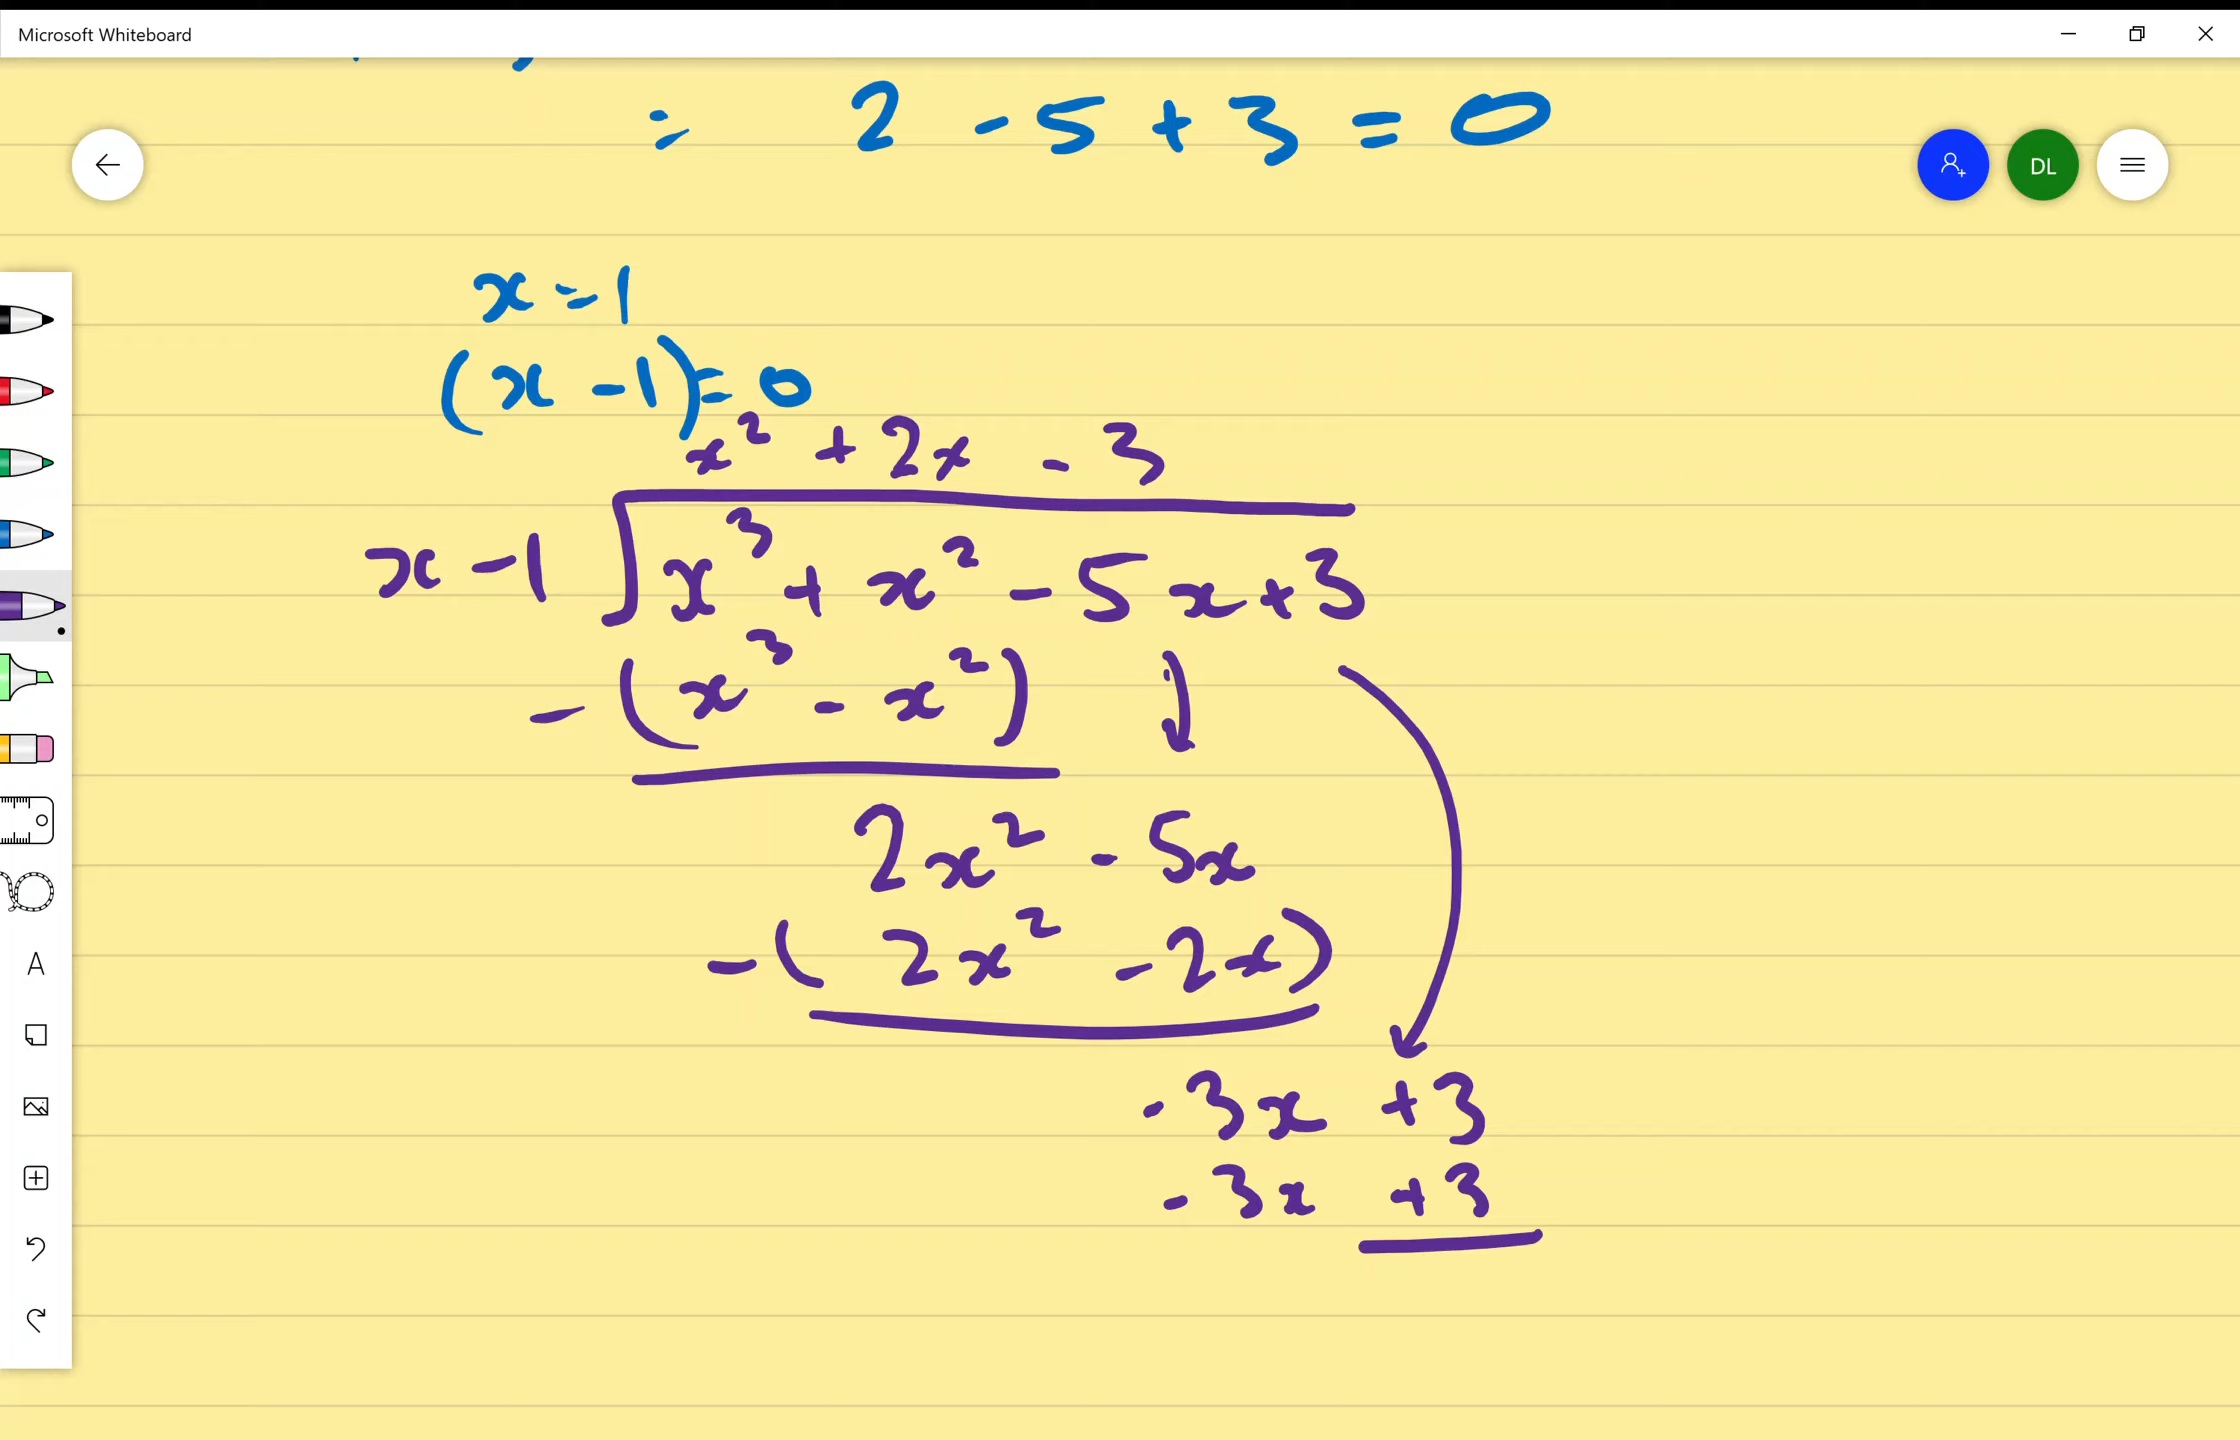 Microsoft Whiteboard
= 2 - 5 + 3 = 0
DL
x = 1
(x - 1) = 0
x² + 2x - 3
x - 1 x³ + x² - 5x + 3
- (x³ - x²)
2x² - 5x
- ( 2x² - 2x)
- 3x + 3
- 3x + 3
A